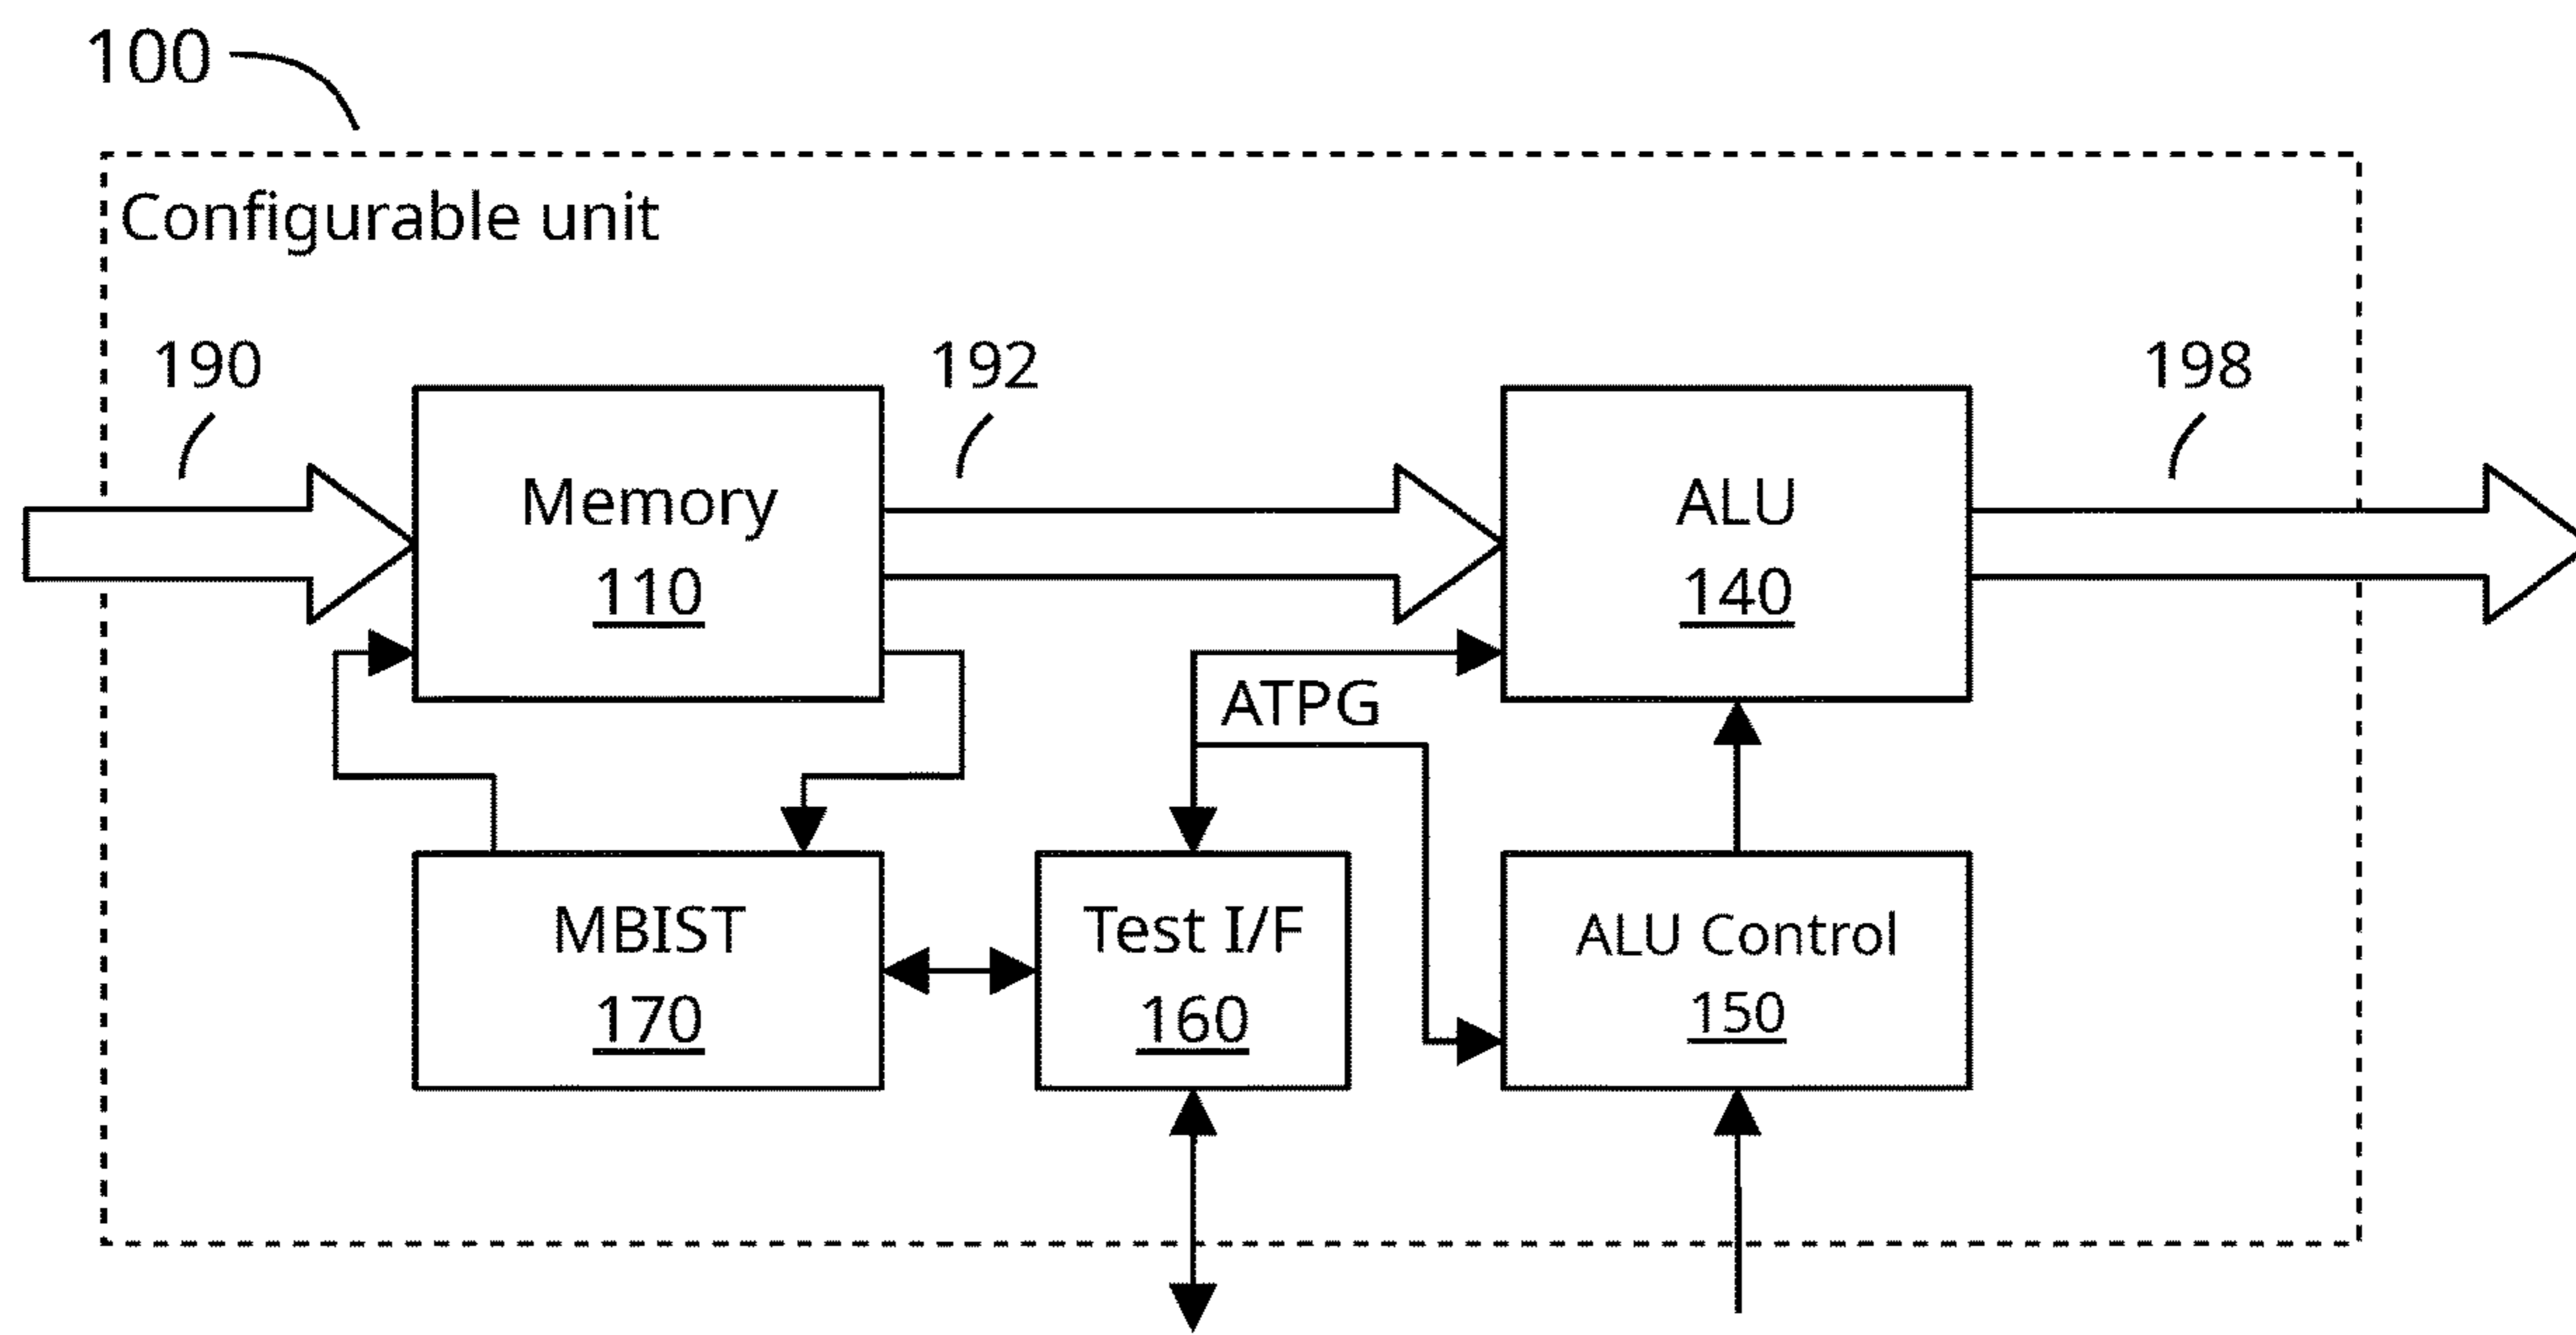 100
Configurable unit
190
192
198
Memory
110
ALU
140
ATPG
MBIST
170
Test I/F
160
ALU Control
150